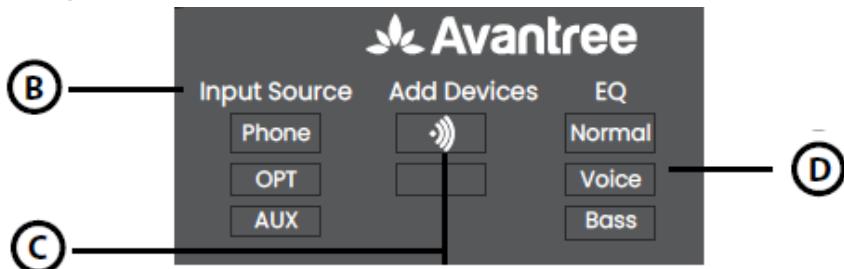 Avantree
B
Input Source Add Devices EQ
Phone Normal
OPT Voice
D
AUX Bass
C